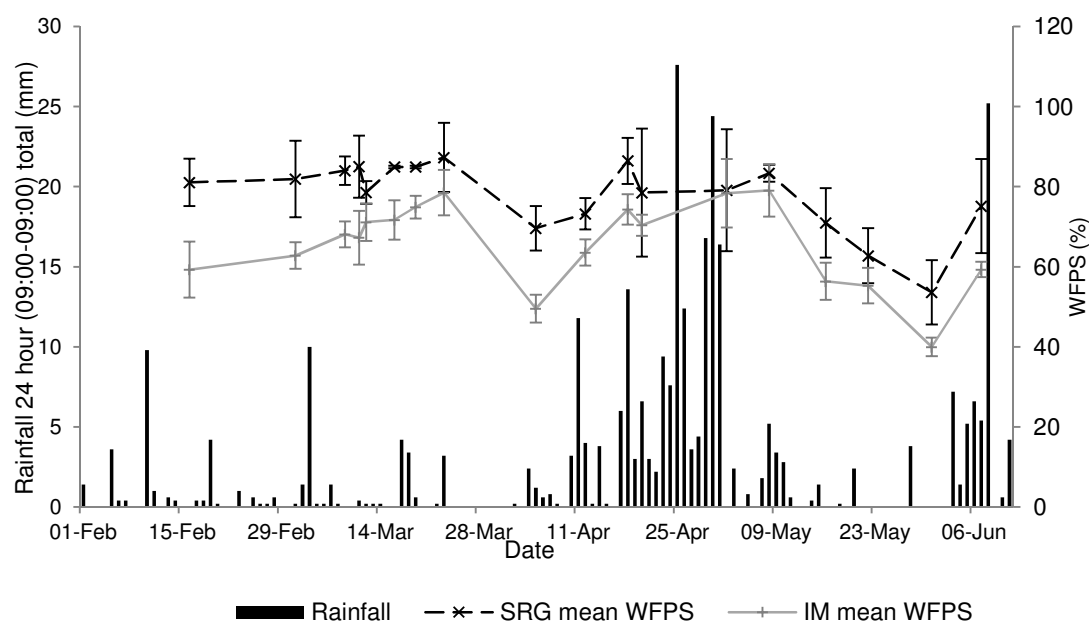 Rainfall 24 hour (09:00-09:00) total (mm)
30
25
20
15
10
5
0
120
100
80
60
40
20
0
WFPS (%)
01-Feb 15-Feb 29-Feb 14-Mar 28-Mar 11-Apr 25-Apr 09-May 23-May 06-Jun
Date
Rainfall SRG mean WFPS IM mean WFPS